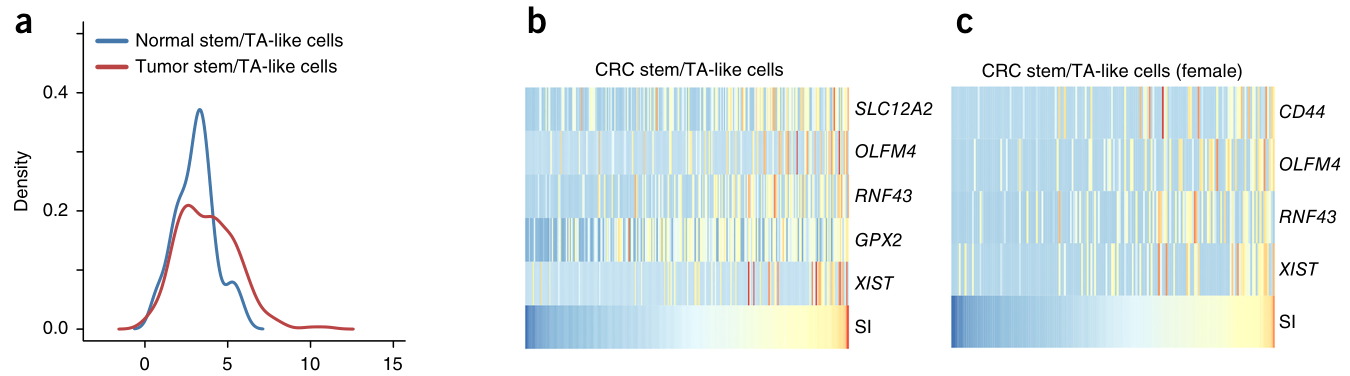 a
Normal stem/TA-like cells
Tumor stem/TA-like cells
Density
0.4
0.2
0.0
0
5
10
15
b
CRC stem/TA-like cells
SLC12A2
OLFM4
RNF43
GPX2
XIST
SI
c
CRC stem/TA-like cells (female)
CD44
OLFM4
RNF43
XIST
SI